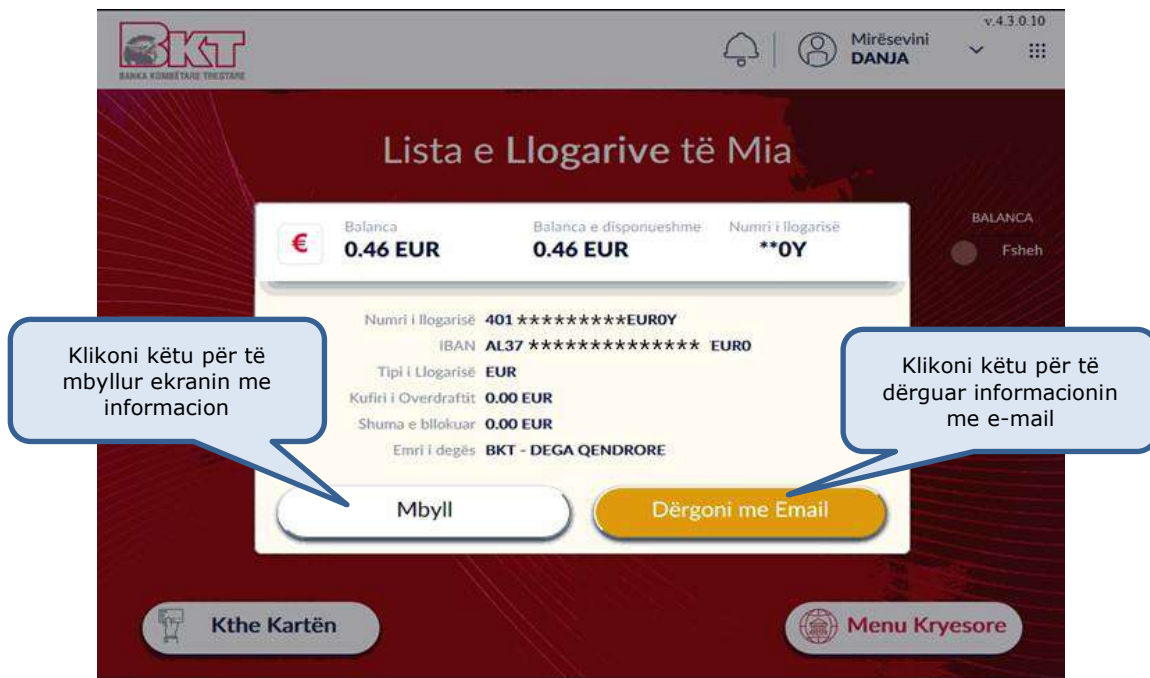 v.4.3.0.10
BKT
BANKA KOMBËTARE TREGTARE
Mirësevini
DANJA
Lista e Llogarive të Mia
BALANCA
Fsheh
€
Balanca
0.46 EUR
Balanca e disponueshme
0.46 EUR
Numri i llogarisë
**0Y
Numri i llogarisë 401 *********EUR0Y
IBAN AL37 ************** EUR0
Tipi i Llogarisë EUR
Kufiri i Overdraftit 0.00 EUR
Shuma e bllokuar 0.00 EUR
Emri i degës BKT - DEGA QENDRORE
Klikoni këtu për të
mbyllur ekranin me
informacion
Klikoni këtu për të
dërguar informacionin
me e-mail
Mbyll
Dërgoni me Email
Kthe Kartën
Menu Kryesore